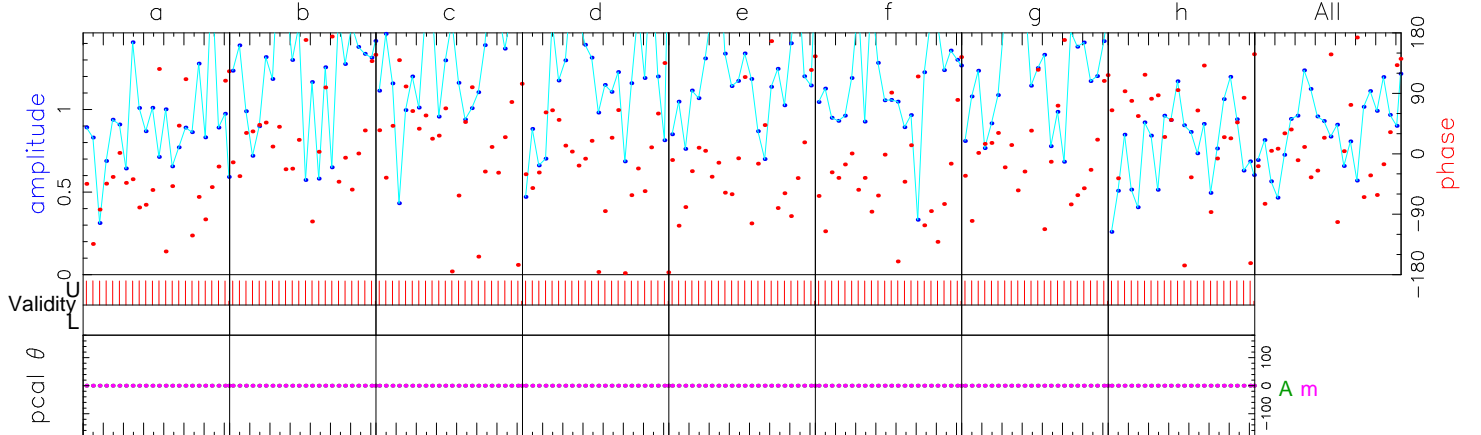 a b c d e f g h All
amplitude
1
0.5
0
180
90
0
−90
−180
phase
U
Validity
L
pcal θ
100
0
−100
A m